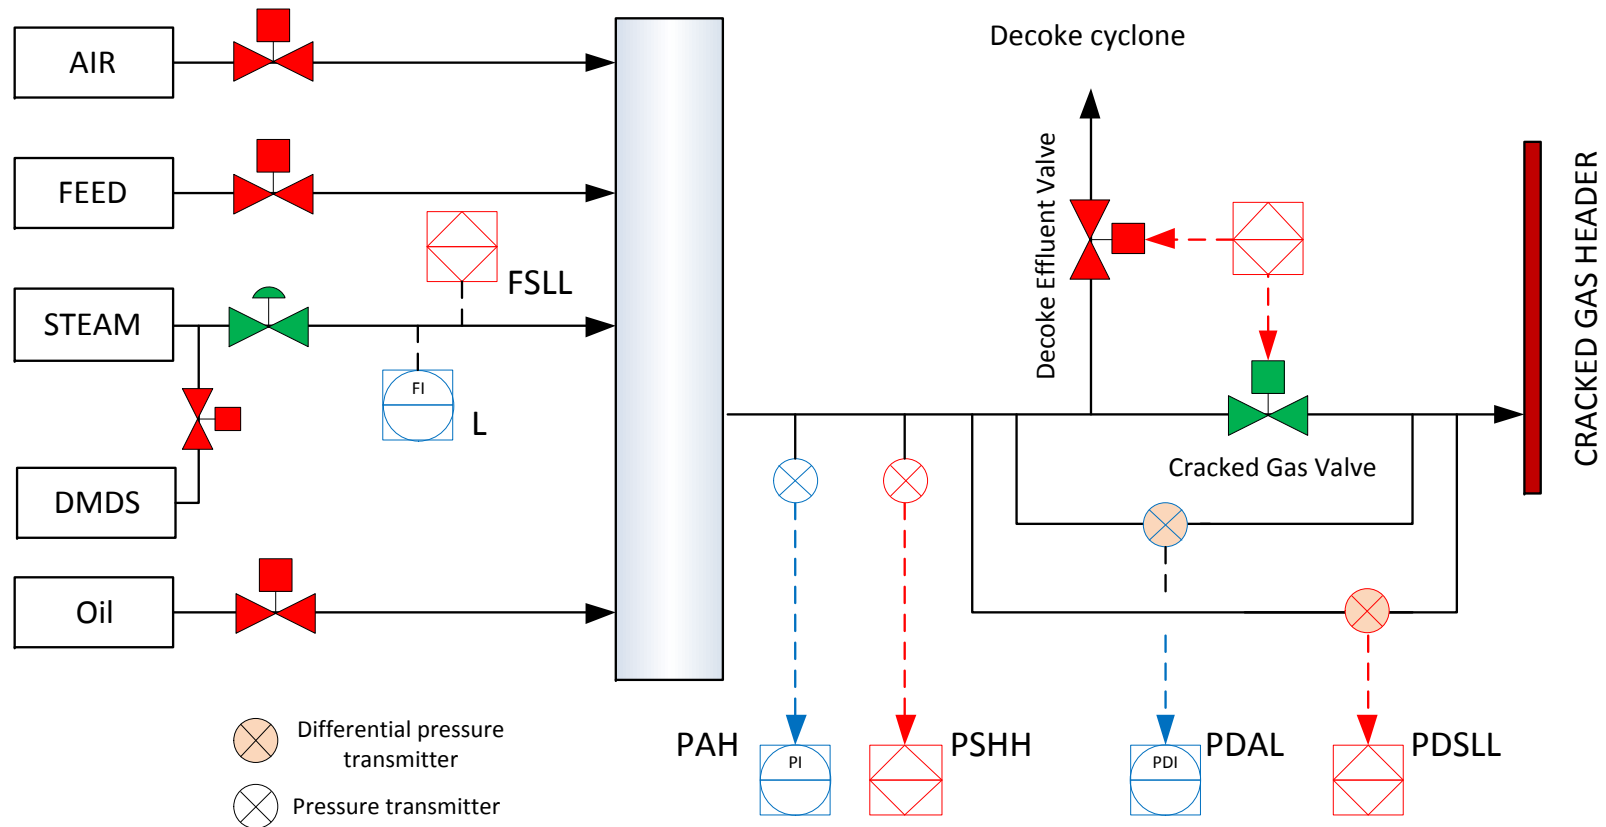 Decoke cyclone
AIR
FEED
FSLL
STEAM
FI
L
DMDS
Oil
Decoke Effluent Valve
Cracked Gas Valve
CRACKED GAS HEADER
Differential pressure
transmitter
Pressure transmitter
PAH
PI
PSHH
PDAL
PDI
PDSLL